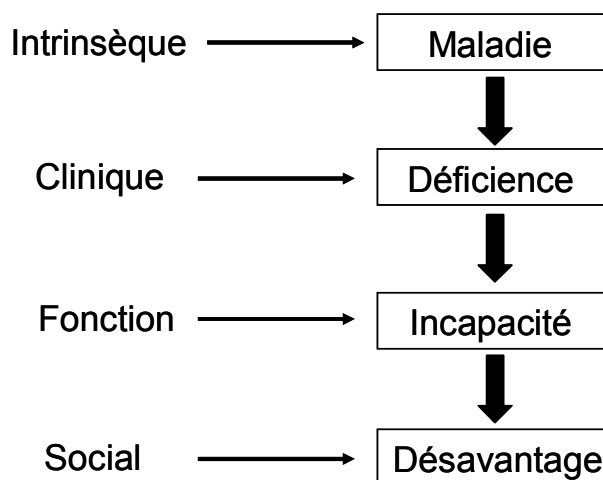 Intrinsèque Maladie
Clinique Déficience
Fonction Incapacité
Social Désavantage